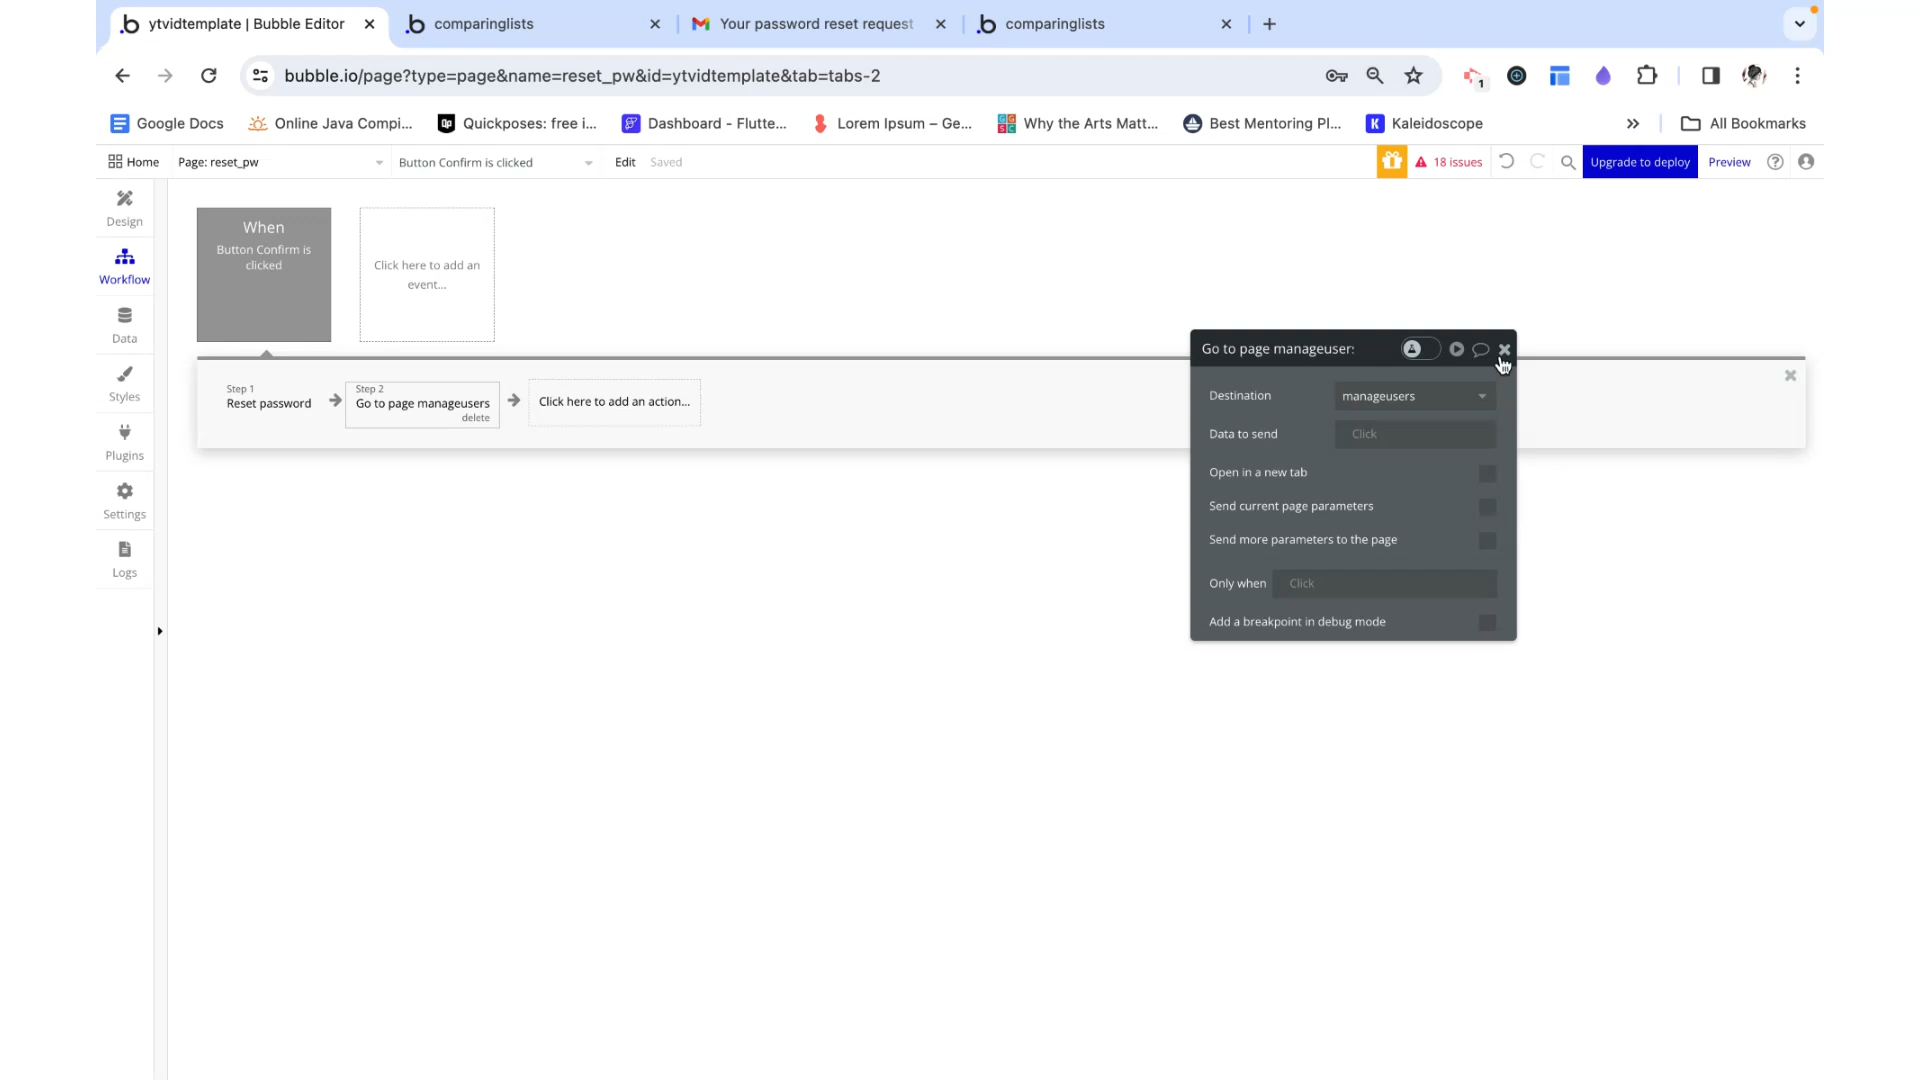 ytvidtemplate | Bubble Editor
comparinglists
Your password reset request
comparinglists
bubble.io/page?type=page&name=reset_pw&id=ytvidtemplate&tab=tabs-2
1
Google Docs
Online Java Compi...
Quickposes: free i...
Dashboard - Flutte...
Lorem Ipsum – Ge...
Why the Arts Matt...
Best Mentoring Pl...
Kaleidoscope
All Bookmarks
Home
Page: reset_pw
Button Confirm is clicked
Edit
Saved
18 issues
Upgrade to deploy
Preview
Design
Workflow
Data
Styles
Plugins
Settings
Logs
When
Button Confirm is
clicked
Click here to add an
event...
Step 1
Reset password
Step 2
Go to page manageusers
delete
Click here to add an action...
Go to page manageuser:
Destination
manageusers
Data to send
Click
Open in a new tab
Send current page parameters
Send more parameters to the page
Only when
Click
Add a breakpoint in debug mode